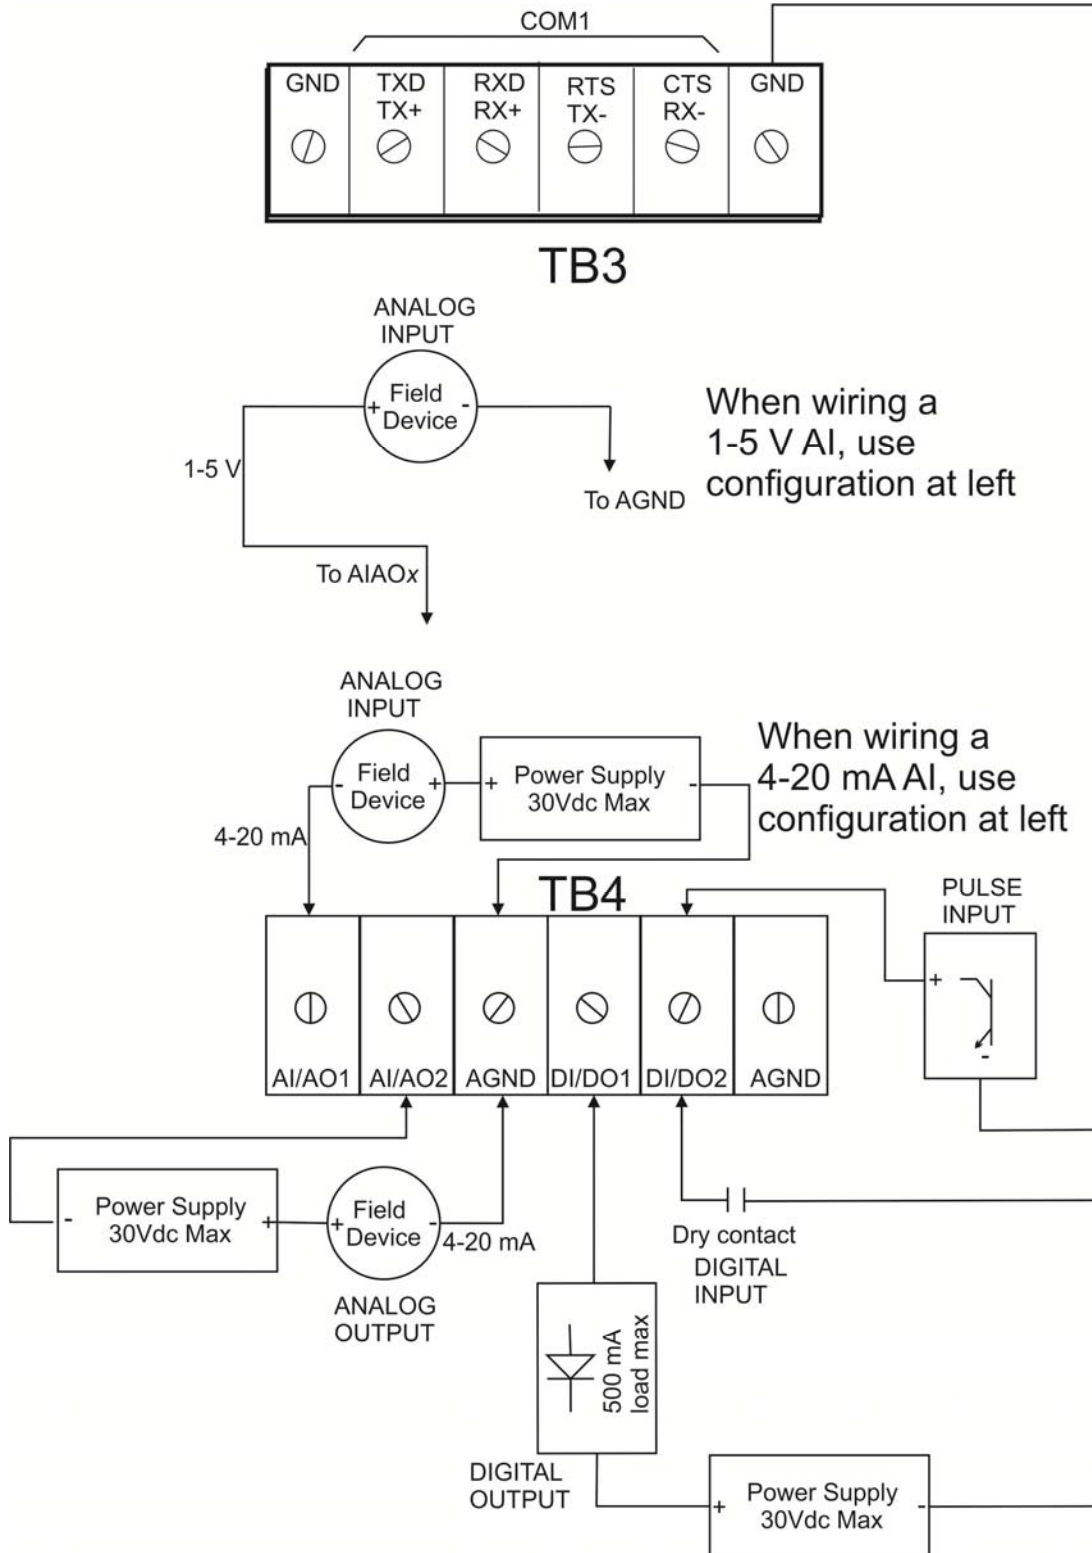 COM1
GND
TXD
TX+
RXD
RX+
RTS
TX-
CTS
RX-
GND
TB3
ANALOG
INPUT
+ Field -
Device
1-5 V
To AGND
To AIAOx
When wiring a
1-5 V AI, use
configuration at left
ANALOG
INPUT
- Field +
Device
4-20 mA
+ Power Supply -
30Vdc Max
When wiring a
4-20 mA AI, use
configuration at left
TB4
PULSE
INPUT
+
-
AI/AO1
AI/AO2
AGND
DI/DO1
DI/DO2
AGND
- Power Supply +
30Vdc Max
+ Field -
Device
4-20 mA
ANALOG
OUTPUT
Dry contact
DIGITAL
INPUT
500 mA
load max
DIGITAL
OUTPUT
+ Power Supply -
30Vdc Max